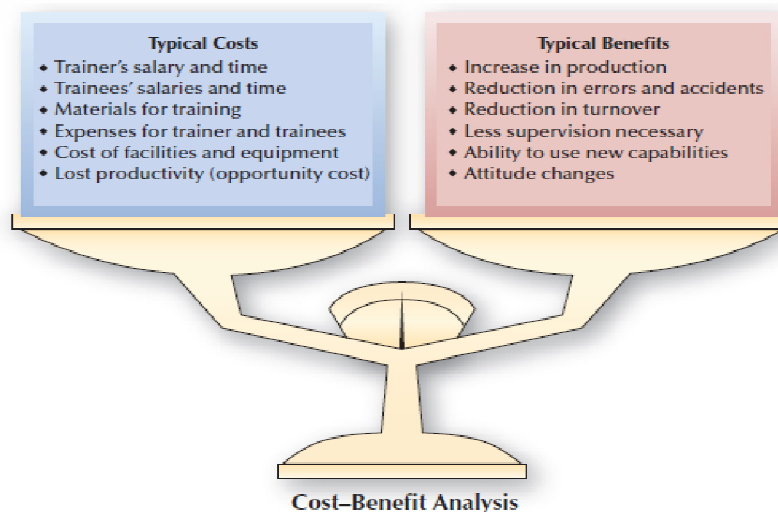 Typical Costs
◆ Trainer's salary and time
◆ Trainees' salaries and time
◆ Materials for training
◆ Expenses for trainer and trainees
◆ Cost of facilities and equipment
◆ Lost productivity (opportunity cost)
Typical Benefits
◆ Increase in production
◆ Reduction in errors and accidents
◆ Reduction in turnover
◆ Less supervision necessary
◆ Ability to use new capabilities
◆ Attitude changes
Cost–Benefit Analysis